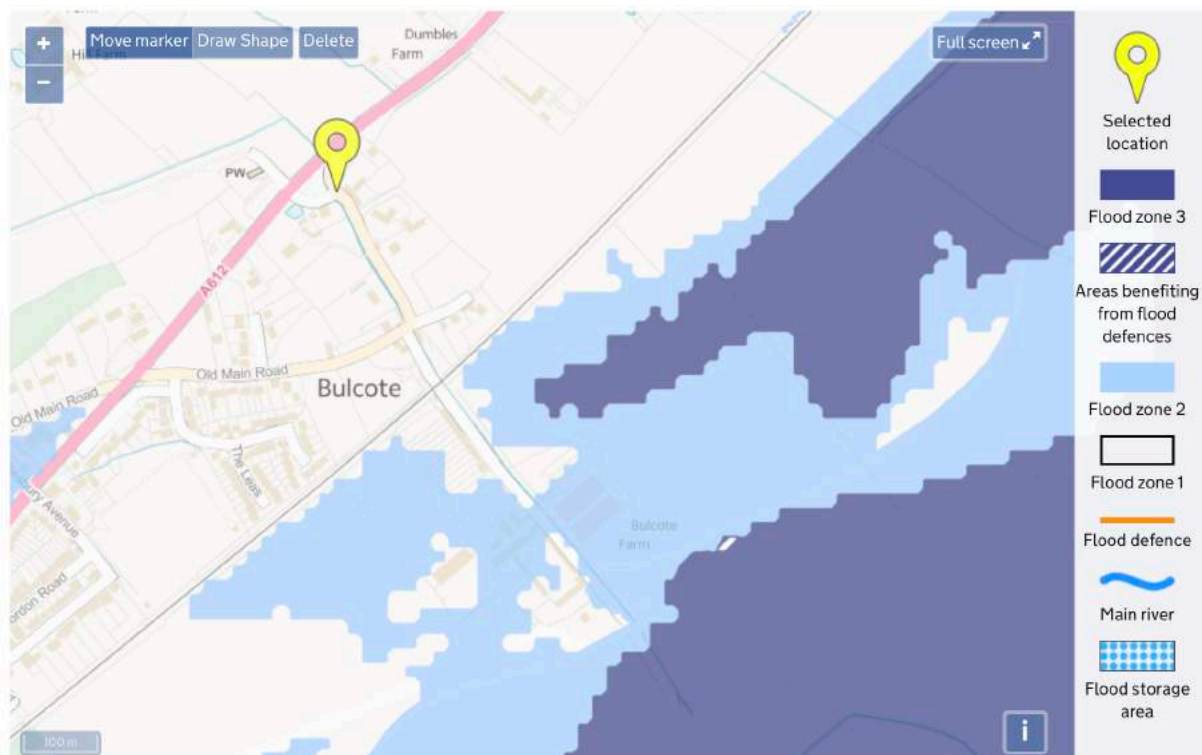 +
−
Move marker
Draw Shape
Delete
Full screen
Hill Farm
Dumbles
Farm
PW
A612
Old Main Road
Old Main Road
Bulcote
The Leas
Avenue
Road
Bulcote
Farm
100 m
i
Selected
location
Flood zone 3
Areas benefiting
from flood
defences
Flood zone 2
Flood zone 1
Flood defence
Main river
Flood storage
area